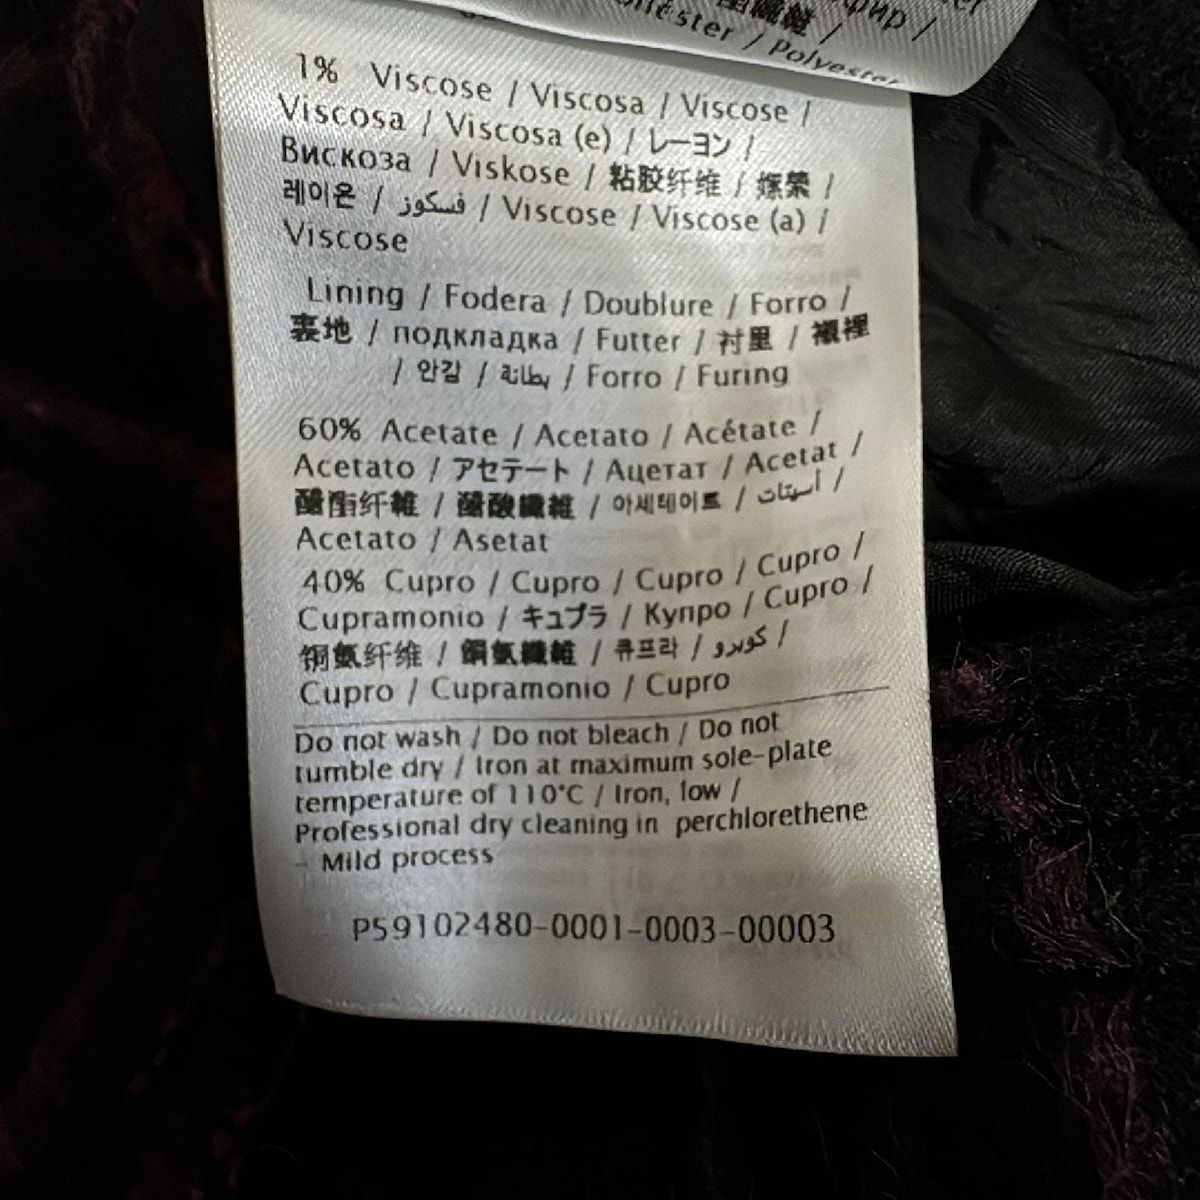 Polyester / Polyester
1% Viscose / Viscosa / Viscose /
Viscosa / Viscosa (e) / レーヨン /
Вискоза / Viskose / 粘胶纤维 / 嫘縈 /
레이온 / فسكوز / Viscose / Viscose (a) /
Viscose
Lining / Fodera / Doublure / Forro /
裏地 / подкладка / Futter / 衬里 / 襯裡
/ 안감 / بطانة / Forro / Furing
60% Acetate / Acetato / Acétate /
Acetato / アセテート / Ацетат / Acetat /
醋酯纤維 / 醋酸纖維 / 아세테이트 / أسيتات /
Acetato / Asetat
40% Cupro / Cupro / Cupro / Cupro /
Cupramonio / キュプラ / Купро / Cupro /
铜氨纤维 / 銅氨纖維 / 큐프라 / كوبرو /
Cupro / Cupramonio / Cupro
Do not wash / Do not bleach / Do not
tumble dry / Iron at maximum sole-plate
temperature of 110°C / Iron, low /
Professional dry cleaning in perchlorethene
- Mild process
P59102480-0001-0003-00003